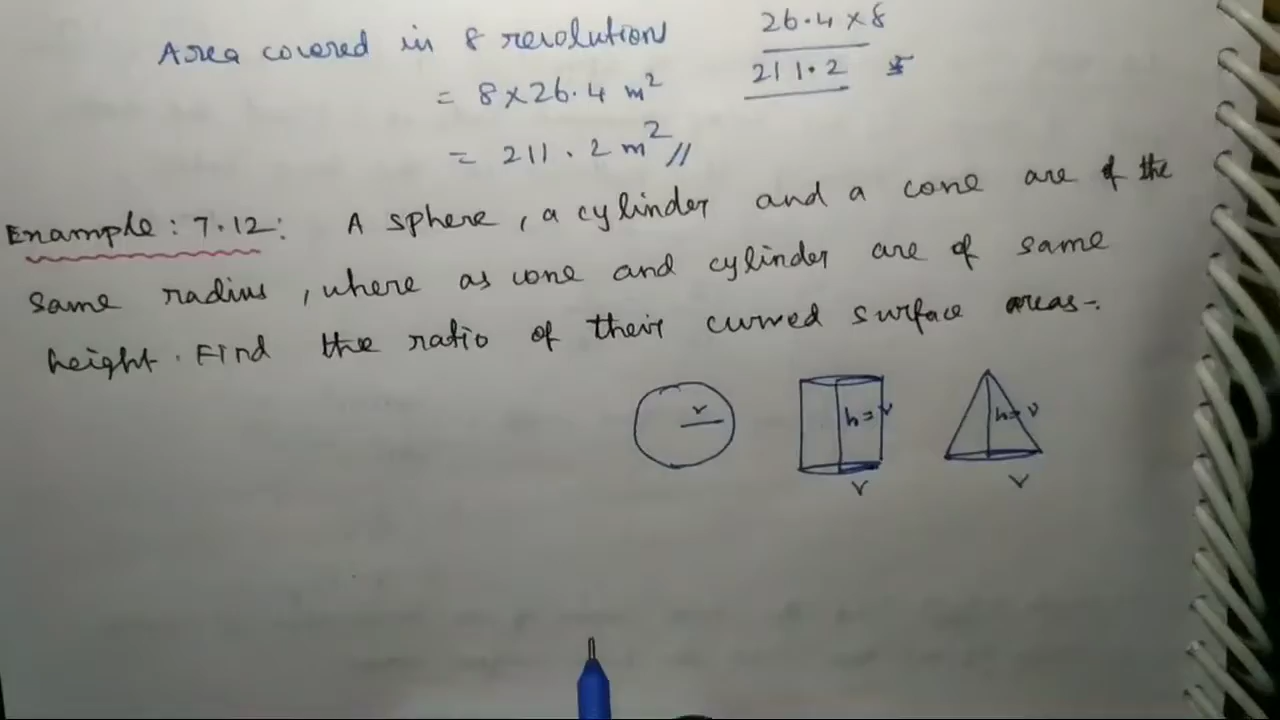 Area covered in 8 revolution
26.4 x 8
= 8 x 26.4 m²
211.2
= 211.2 m² //
Example: 7.12: A sphere, a cylinder and a cone are of the
same radius, where as cone and cylinder are of same
height. Find the ratio of their curved surface areas.
r h=r h=r
r r